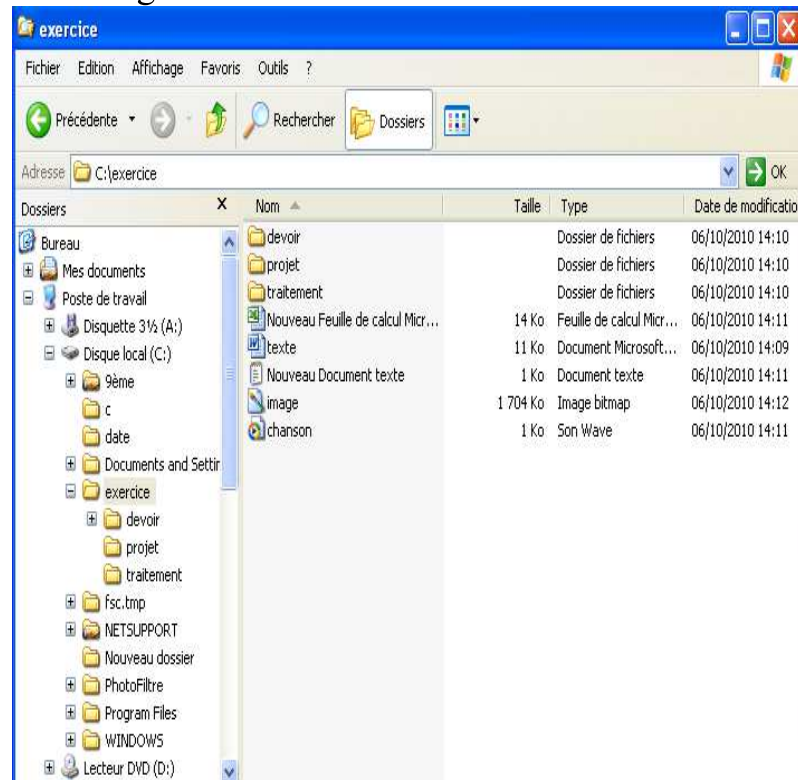 exercice
Fichier Edition Affichage Favoris Outils ?
Précédente Rechercher Dossiers
Adresse C:\exercice OK
Dossiers X
Bureau
Mes documents
Poste de travail
Disquette 3½ (A:)
Disque local (C:)
9ème
c
date
Documents and Settir
exercice
devoir
projet
traitement
fsc.tmp
NETSUPPORT
Nouveau dossier
PhotoFiltre
Program Files
WINDOWS
Lecteur DVD (D:)
Nom Taille Type Date de modificatio
devoir Dossier de fichiers 06/10/2010 14:10
projet Dossier de fichiers 06/10/2010 14:10
traitement Dossier de fichiers 06/10/2010 14:10
Nouveau Feuille de calcul Micr... 14 Ko Feuille de calcul Micr... 06/10/2010 14:11
texte 11 Ko Document Microsoft... 06/10/2010 14:09
Nouveau Document texte 1 Ko Document texte 06/10/2010 14:11
image 1 704 Ko Image bitmap 06/10/2010 14:12
chanson 1 Ko Son Wave 06/10/2010 14:11